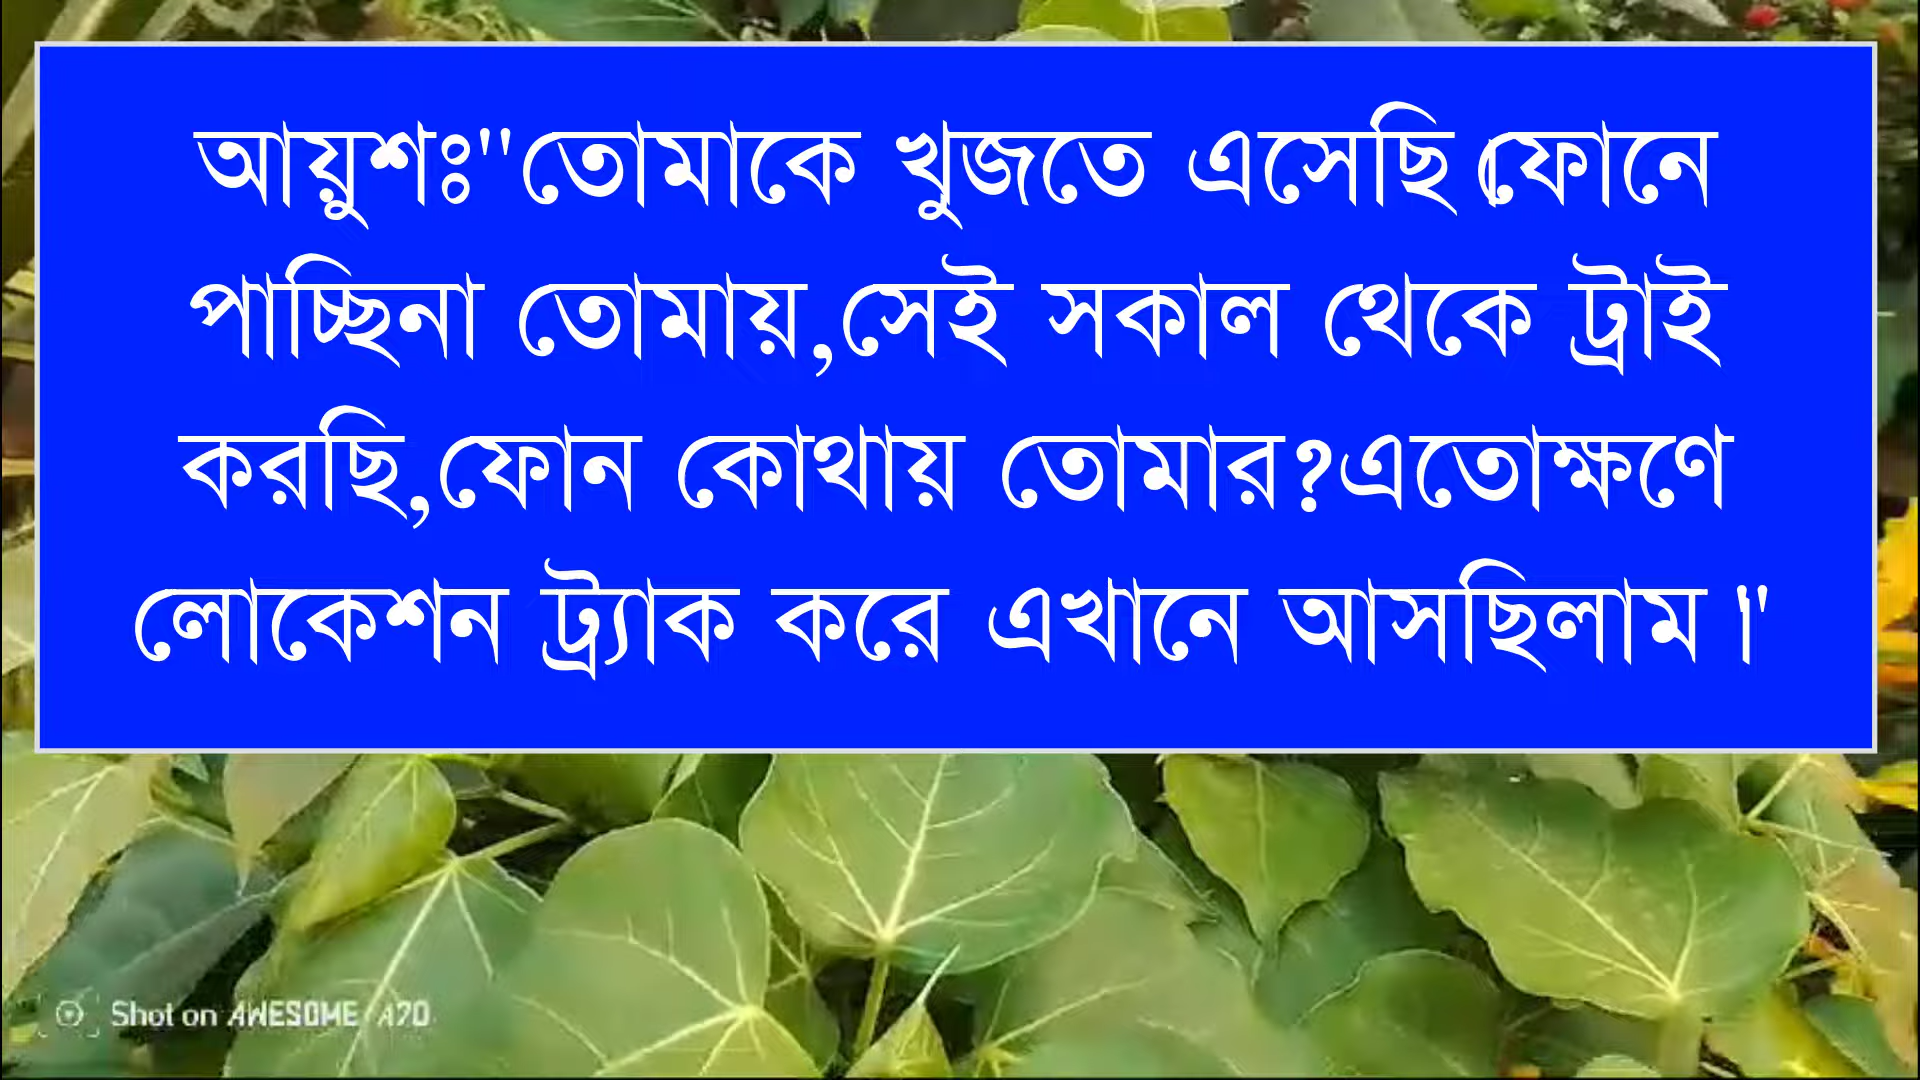 আয়ুশঃ"তোমাকে খুজতে এসেছি।ফোনে
পাচ্ছিনা তোমায়,সেই সকাল থেকে ট্রাই
করছি,ফোন কোথায় তোমার?এতোক্ষণে
লোকেশন ট্র্যাক করে এখানে আসছিলাম।"
Shot on AWESOME A70